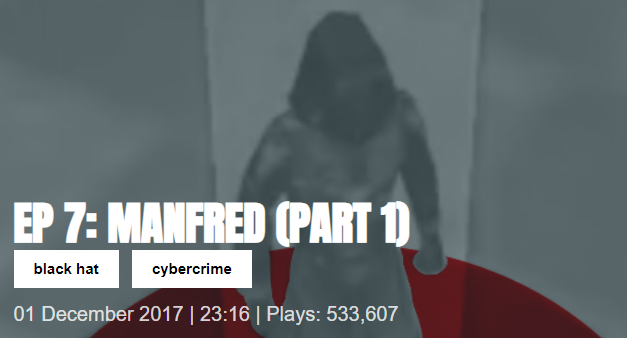 EP 7: MANFRED (PART 1)
black hat cybercrime
01 December 2017 | 23:16 | Plays: 533,607